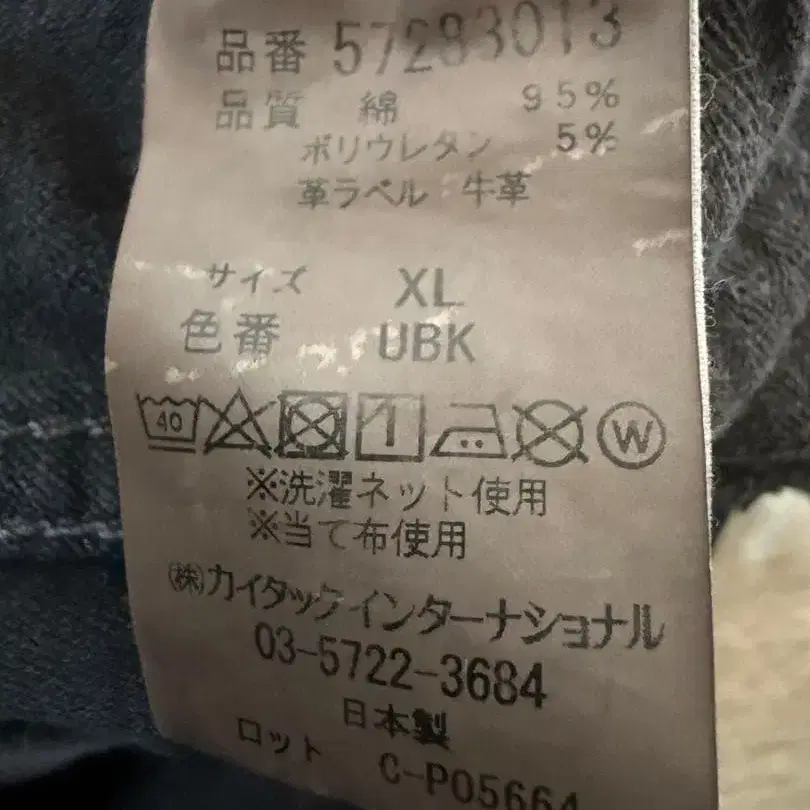 品番 57283013
品質 綿 95%
ポリウレタン 5%
革ラベル 牛革
サイズ XL
色番 UBK
40 W
※洗濯ネット使用
※当て布使用
(株)カイタックインターナショナル
03-5722-3684
日本製
ロット C-P05664